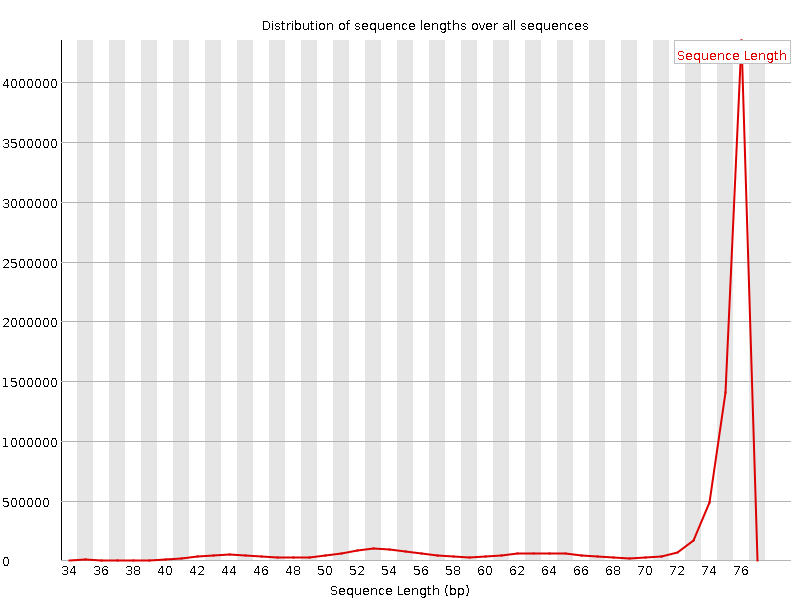 Distribution of sequence lengths over all sequences
Sequence Length
4000000
3500000
3000000
2500000
2000000
1500000
1000000
500000
0
34 36 38 40 42 44 46 48 50 52 54 56 58 60 62 64 66 68 70 72 74 76
Sequence Length (bp)